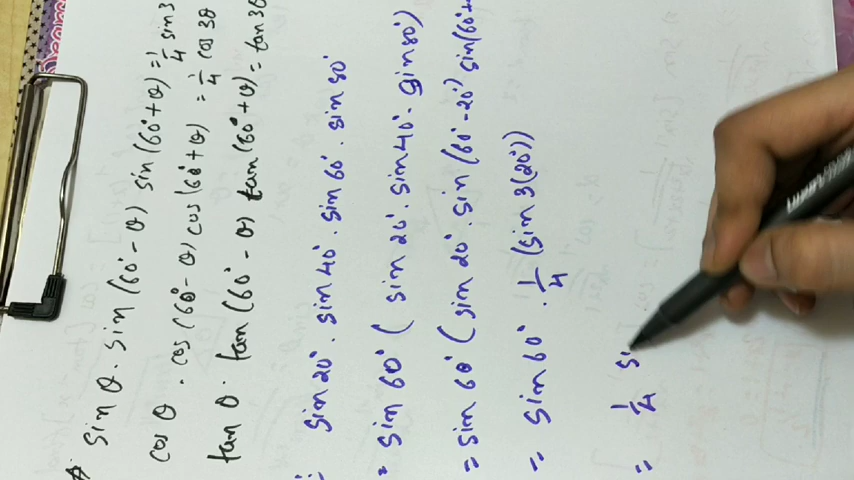 sin θ . sin (60° - θ) sin (60° + θ) = 1/4 sin 3
cos θ . cos (60° - θ) cos (60° + θ) = 1/4 cos 3θ
tan θ . tan (60° - θ) tan (60° + θ) = tan 3θ
: sin 20° . sin 40° . sin 60° . sin 80°
= sin 60° ( sin 20° . sin 40° . sin 80° )
= sin 60° ( sin 20° . sin (60° - 20°) sin (60° +
= sin 60° . 1/4 (sin 3(20°))
= 1/4 si